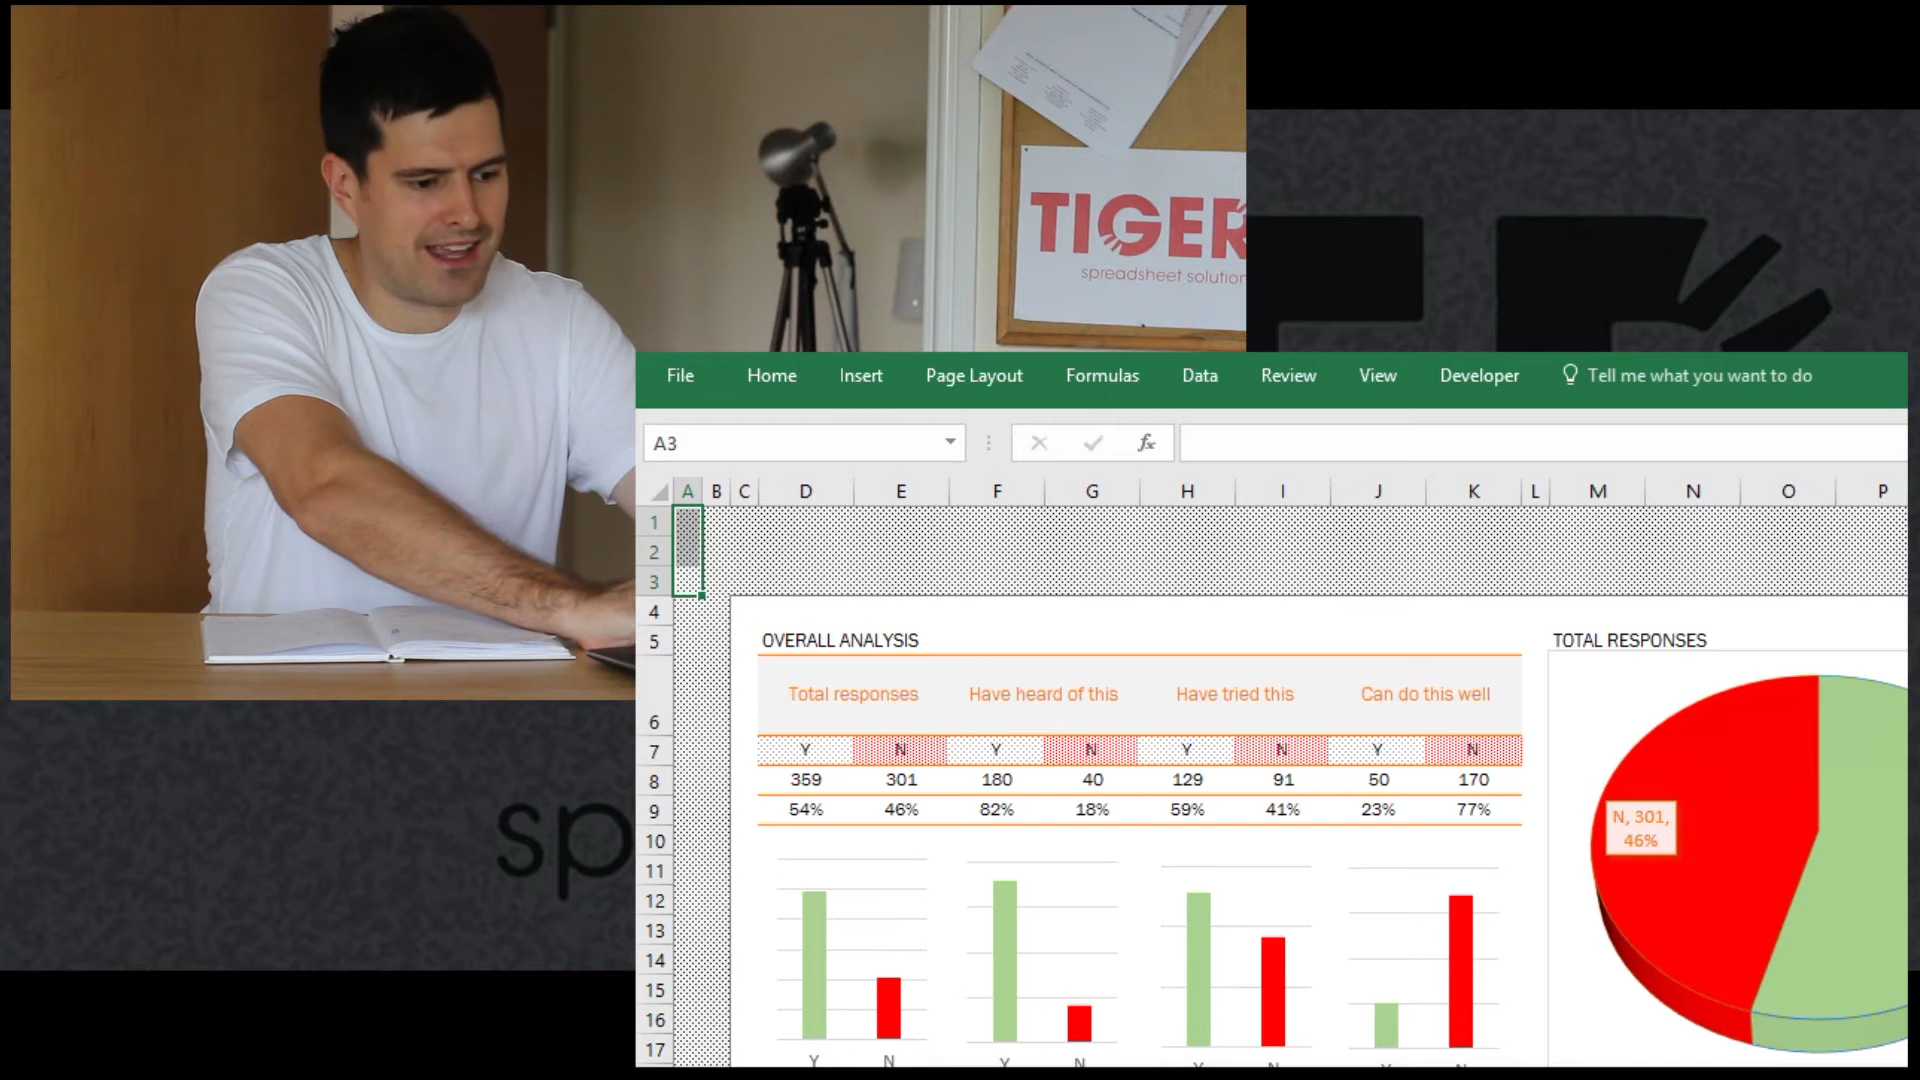 TIGER
spreadsheet solution
File Home Insert Page Layout Formulas Data Review View Developer Tell me what you want to do
A3 fx
A B C D E F G H I J K L M N O P
1
2
3
4
5 OVERALL ANALYSIS TOTAL RESPONSES
6 Total responses Have heard of this Have tried this Can do this well
7 Y N Y N Y N Y N
8 359 301 180 40 129 91 50 170
9 54% 46% 82% 18% 59% 41% 23% 77%
10
11
12
13
14
15
16
17
N, 301,
46%
Y N Y N
sp